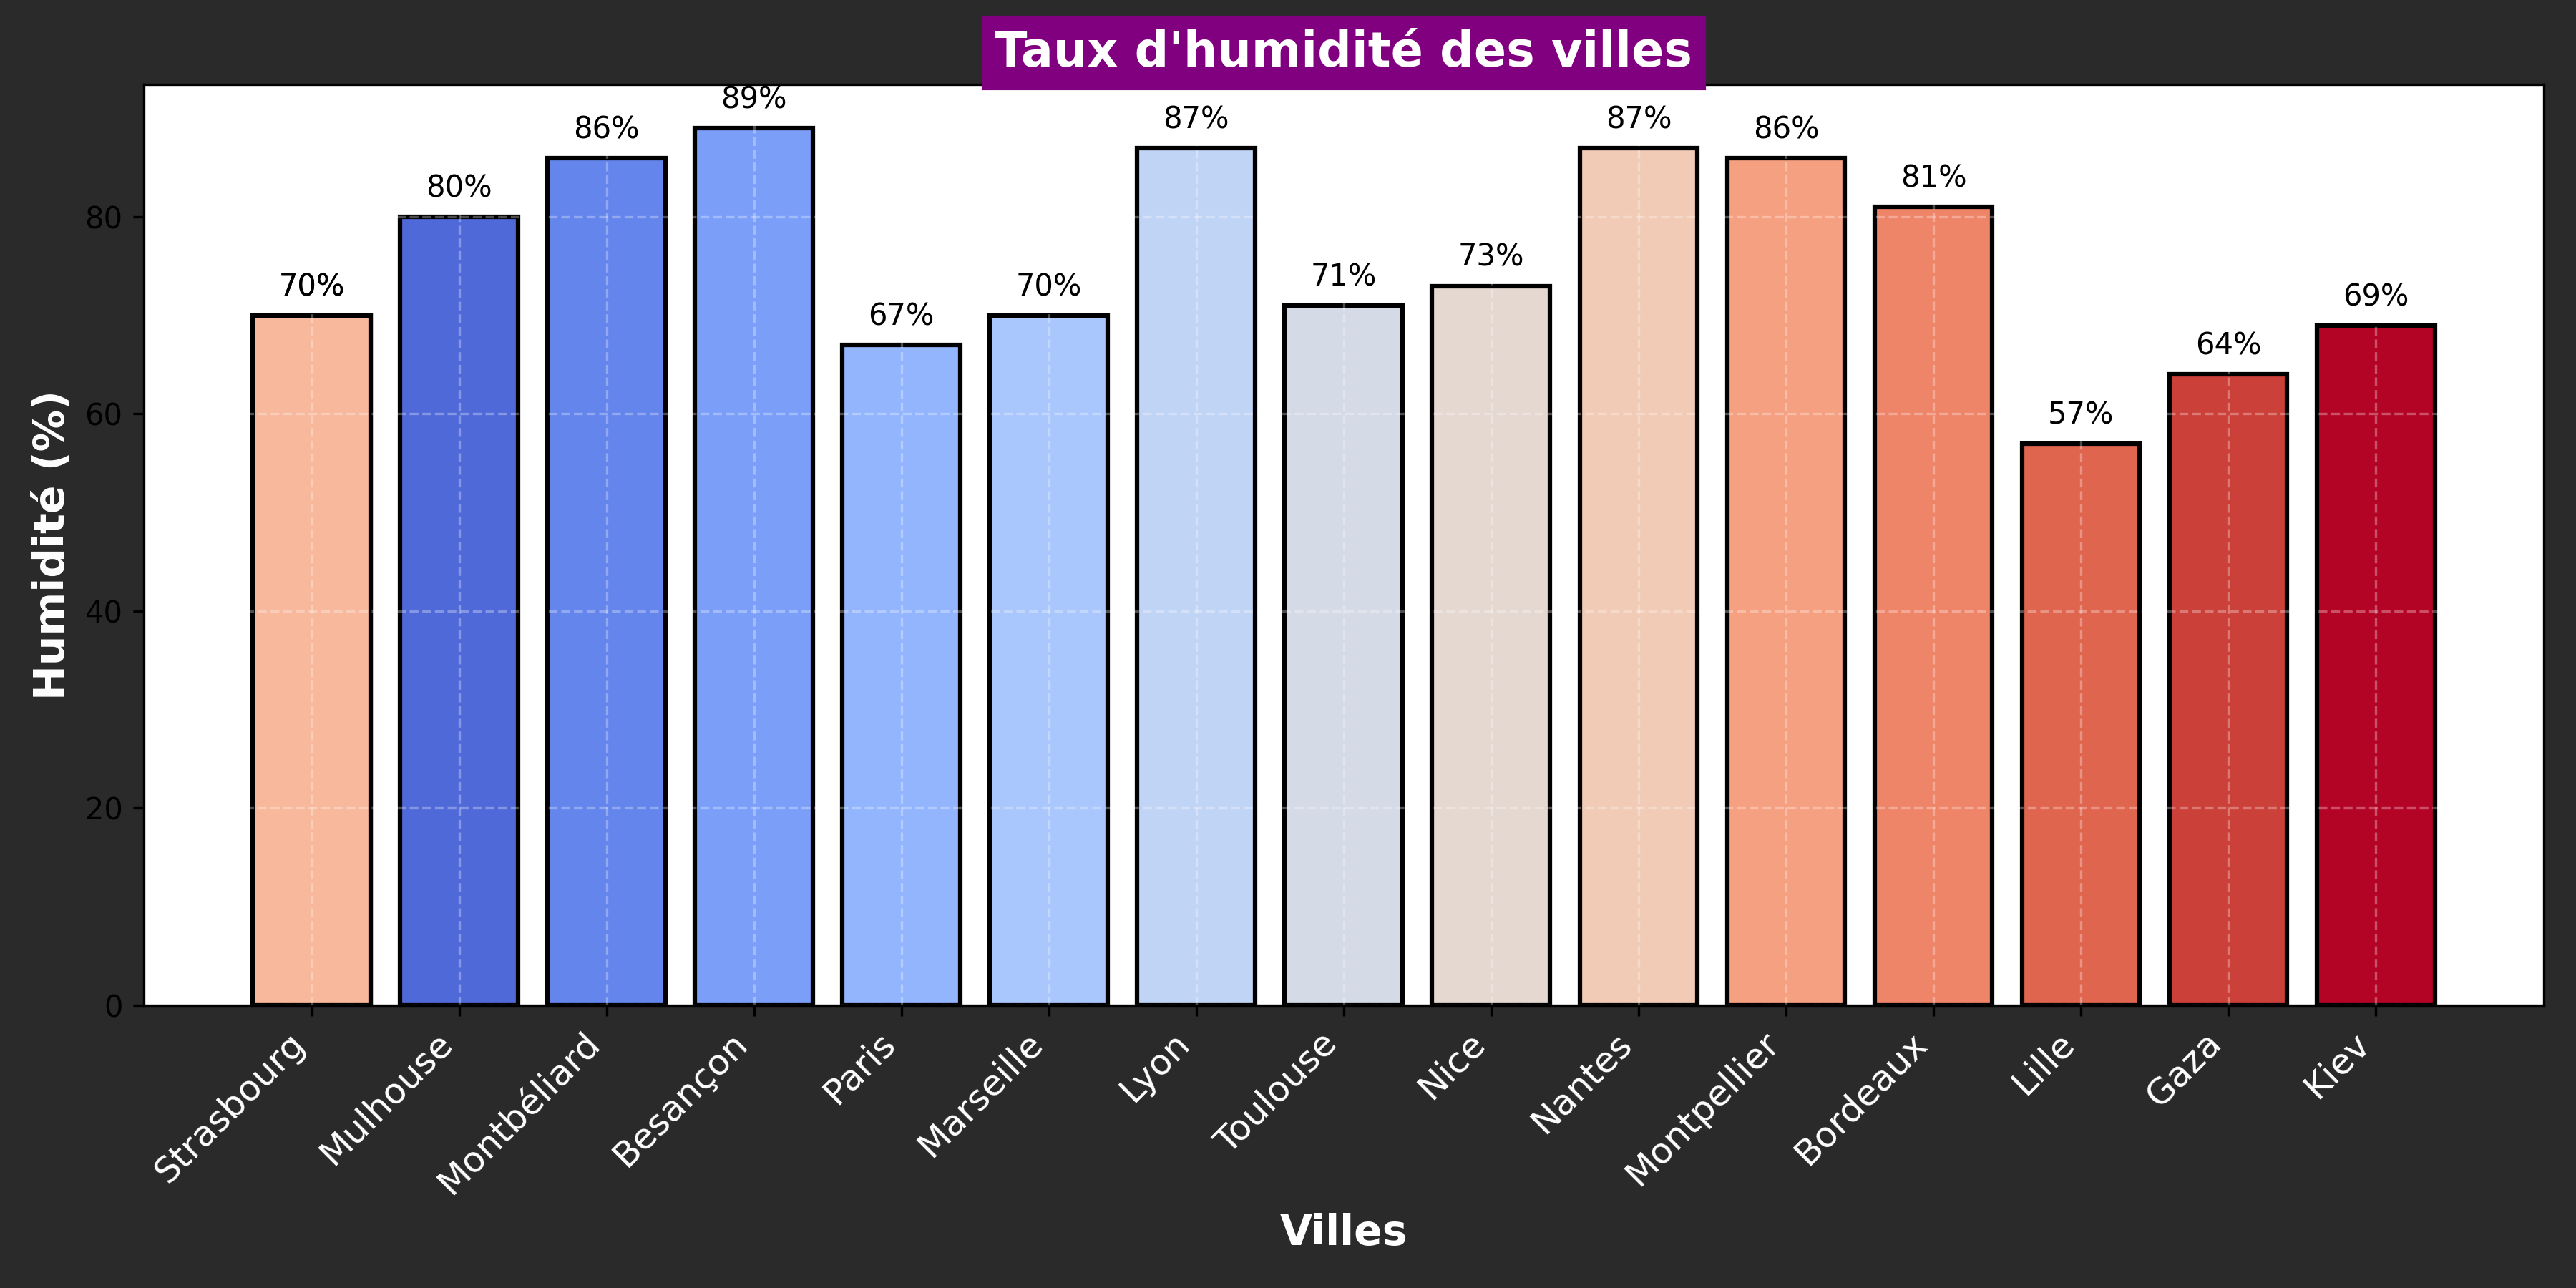 Taux d'humidité des villes
89%
87%
87%
86%
86%
80%
81%
80
73%
70%
70%
71%
69%
67%
64%
60
57%
Humidité (%)
40
20
0
Strasbourg
Mulhouse
Montbéliard
Besançon
Paris
Marseille
Lyon
Toulouse
Nice
Nantes
Montpellier
Bordeaux
Lille
Gaza
Kiev
Villes